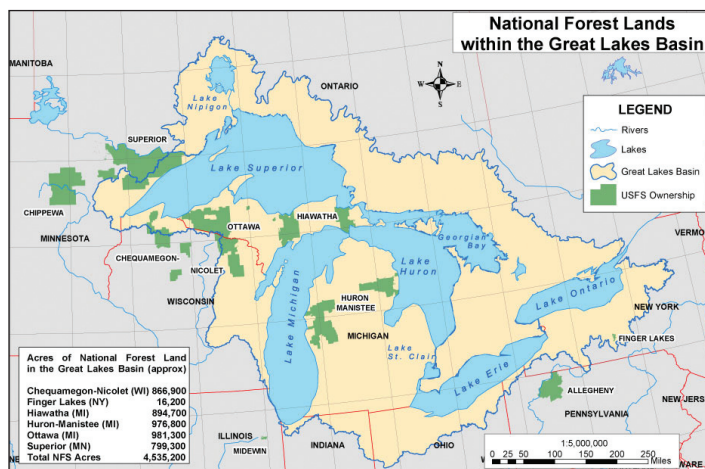 National Forest Lands
within the Great Lakes Basin
MANITOBA
ONTARIO
N
W
E
S
Lake
Nipigon
LEGEND
Rivers
Lakes
Great Lakes Basin
USFS Ownership
SUPERIOR
Lake Superior
CHIPPEWA
MINNESOTA
OTTAWA
HIAWATHA
CHEQUAMEGON-
NICOLET
WISCONSIN
Georgian
Bay
Lake
Huron
VERMO
Lake Michigan
HURON
MANISTEE
MICHIGAN
Lake
St. Clair
Lake Ontario
NEW YORK
FINGER LAKES
Lake Erie
ALLEGHENY
PENNSYLVANIA
NEW JERS
Acres of National Forest Land
in the Great Lakes Basin (approx)
Chequamegon-Nicolet (WI) 866,900
Finger Lakes (NY) 16,200
Hiawatha (MI) 894,700
Huron-Manistee (MI) 976,800
Ottawa (MI) 981,300
Superior (MN) 799,300
Total NFS Acres 4,535,200
ILLINOIS
MIDEWIN
INDIANA
OHIO
W
WARE
1:5,000,000
0 25 50 100 150 200 250
Miles